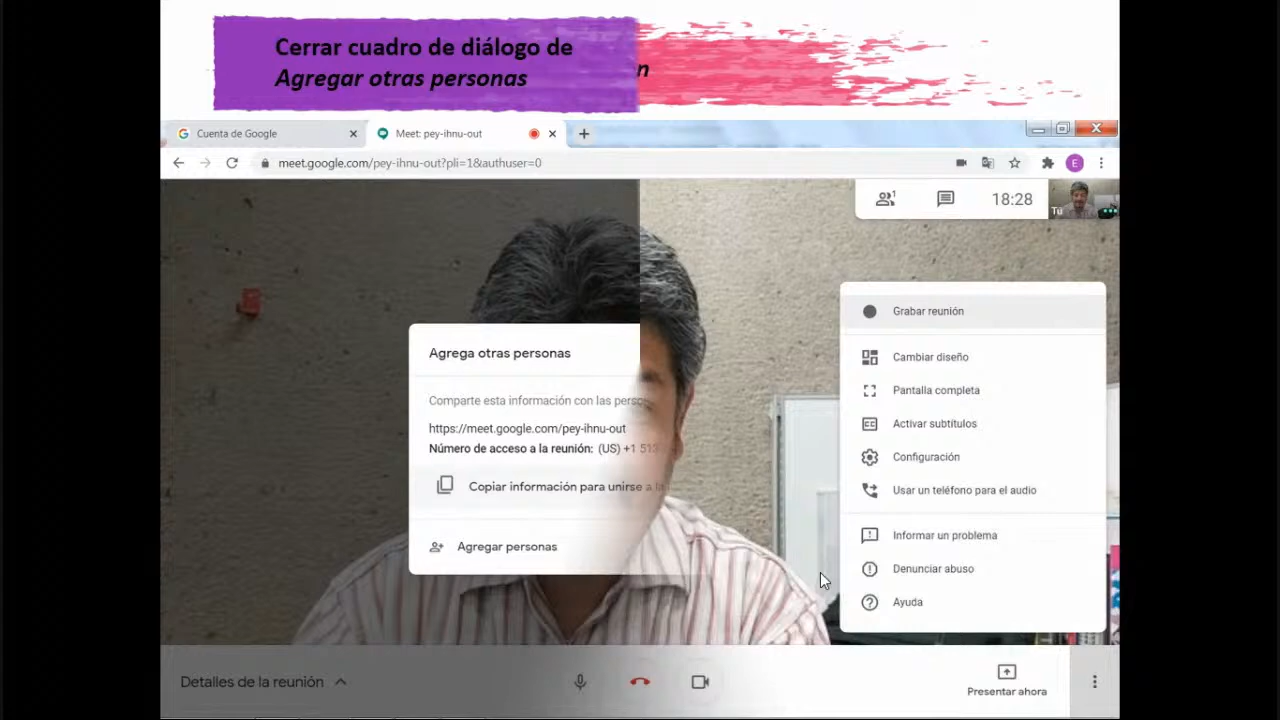 Cerrar cuadro de diálogo de
Agregar otras personas
n
Cuenta de Google
Meet: pey-ihnu-out
meet.google.com/pey-ihnu-out?pli=1&authuser=0
E
1
18:28
Tú
Grabar reunión
Agrega otras personas
Cambiar diseño
Pantalla completa
Comparte esta información con las perso
Activar subtítulos
https://meet.google.com/pey-ihnu-out
Número de acceso a la reunión: (US) +1 513
Configuración
Copiar información para unirse a la
Usar un teléfono para el audio
Informar un problema
Agregar personas
Denunciar abuso
Ayuda
Detalles de la reunión
Presentar ahora